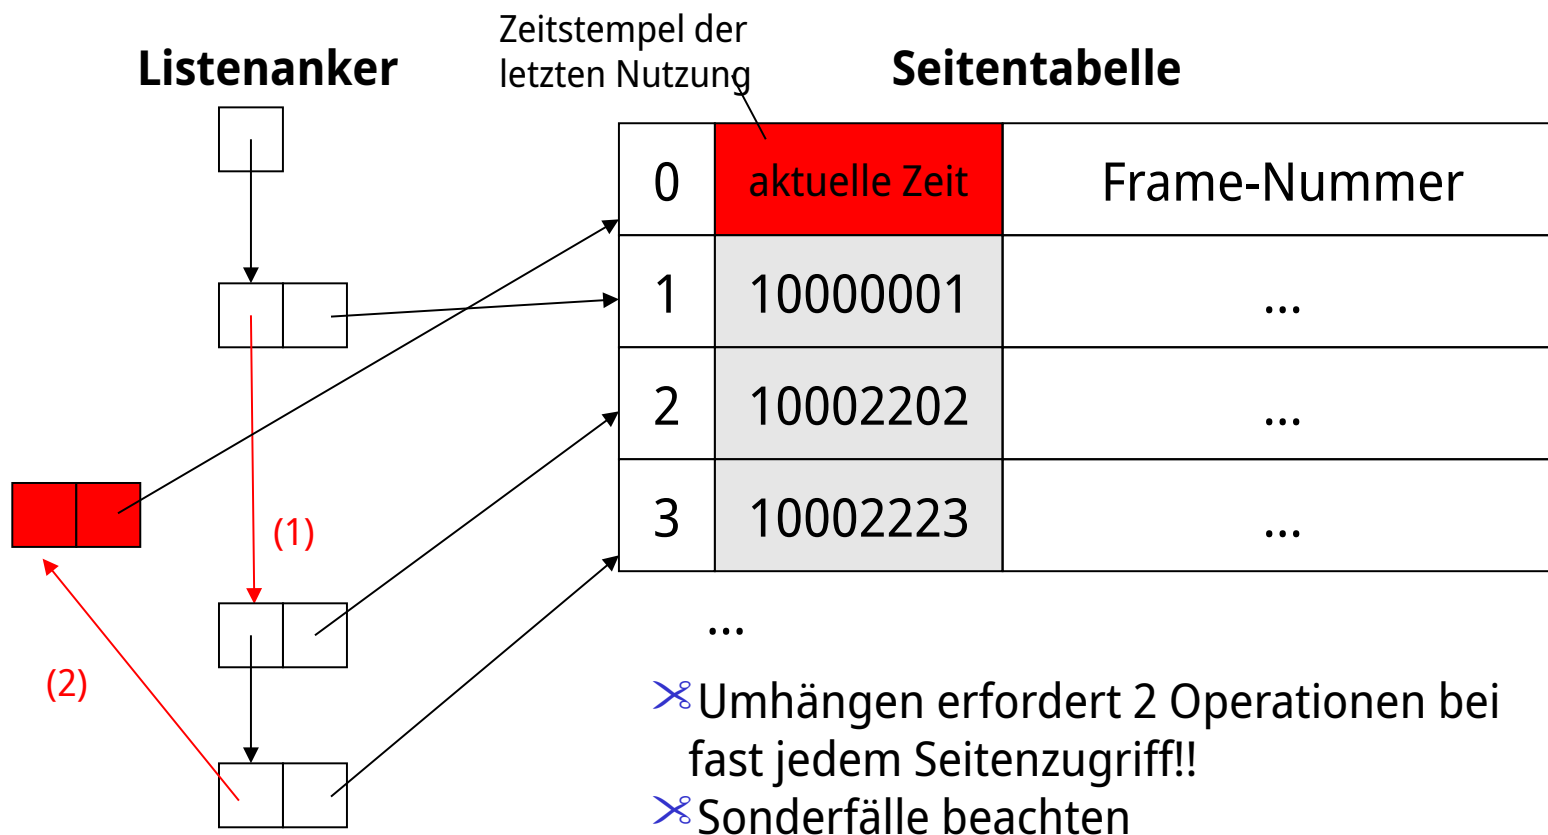 Zeitstempel der
letzten Nutzung
Listenanker
Seitentabelle
0 aktuelle Zeit Frame-Nummer
1 10000001 ...
2 10002202 ...
3 10002223 ...
...
(1)
(2)
Umhängen erfordert 2 Operationen bei
fast jedem Seitenzugriff!!
Sonderfälle beachten